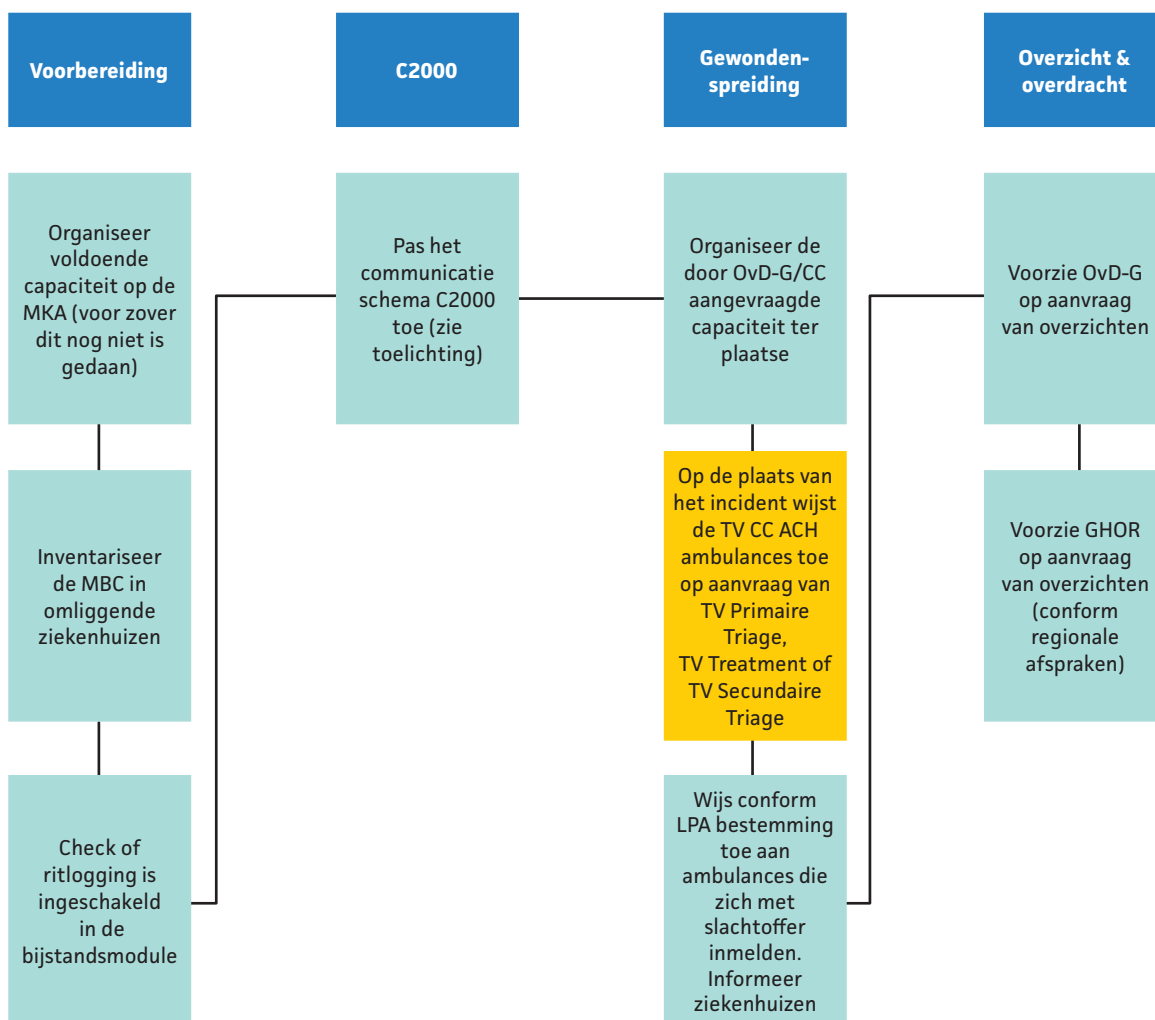 Voorbereiding
Organiseer
voldoende
capaciteit op de
MKA (voor zover
dit nog niet is
gedaan)
Inventariseer
de MBC in
omliggende
ziekenhuizen
Check of
ritlogging is
ingeschakeld
in de
bijstandsmodule
C2000
Pas het
communicatie
schema C2000
toe (zie
toelichting)
Gewonden-
spreiding
Organiseer de
door OvD-G/CC
aangevraagde
capaciteit ter
plaatse
Op de plaats van
het incident wijst
de TV CC ACH
ambulances toe
op aanvraag van
TV Primaire
Triage,
TV Treatment of
TV Secundaire
Triage
Wijs conform
LPA bestemming
toe aan
ambulances die
zich met
slachtoffer
inmelden.
Informeer
ziekenhuizen
Overzicht &
overdracht
Voorzie OvD-G
op aanvraag
van overzichten
Voorzie GHOR
op aanvraag
van overzichten
(conform
regionale
afspraken)